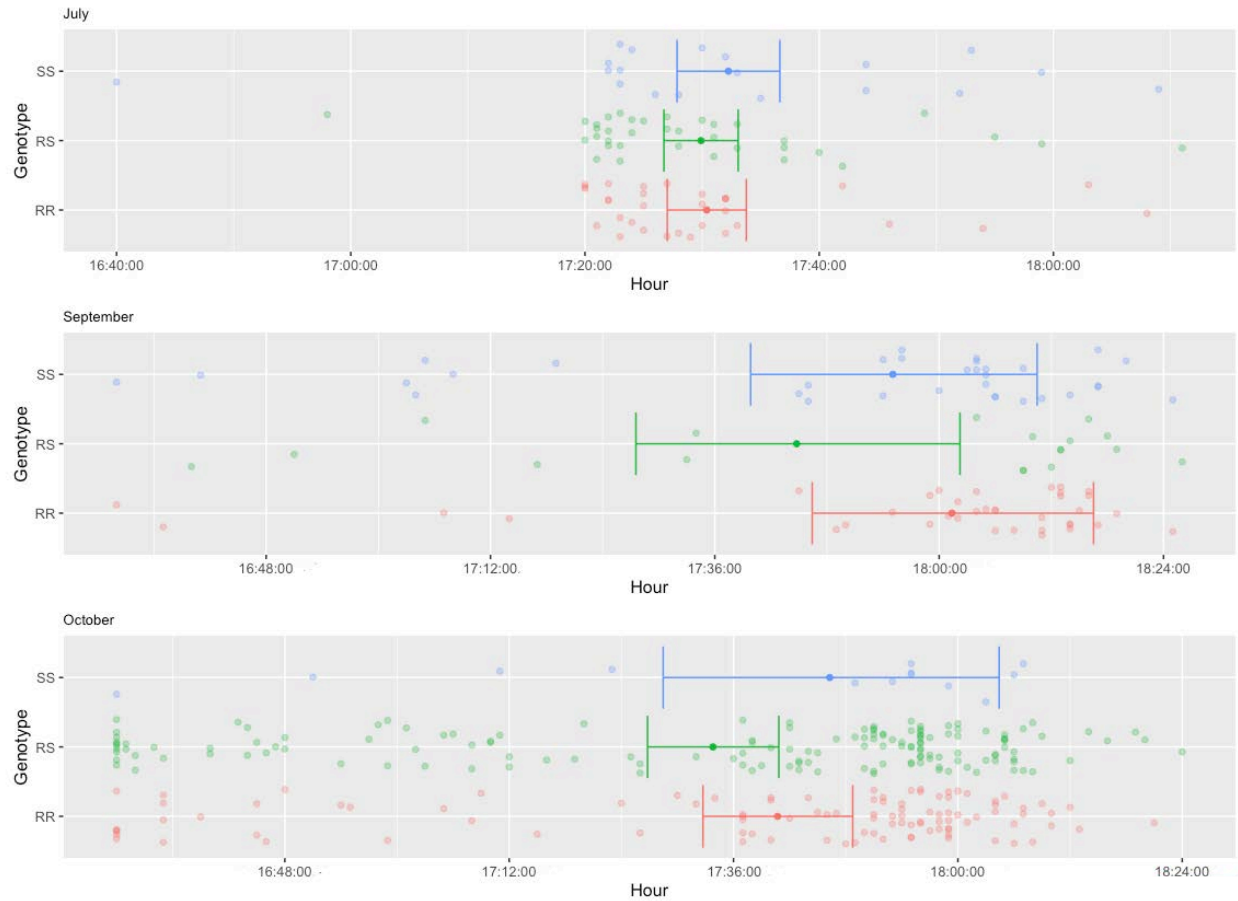 July
SS
RS
RR
Genotype
16:40:00 17:00:00 17:20:00 17:40:00 18:00:00
Hour
September
SS
RS
RR
Genotype
16:48:00 17:12:00 17:36:00 18:00:00 18:24:00
Hour
October
SS
RS
RR
Genotype
16:48:00 17:12:00 17:36:00 18:00:00 18:24:00
Hour